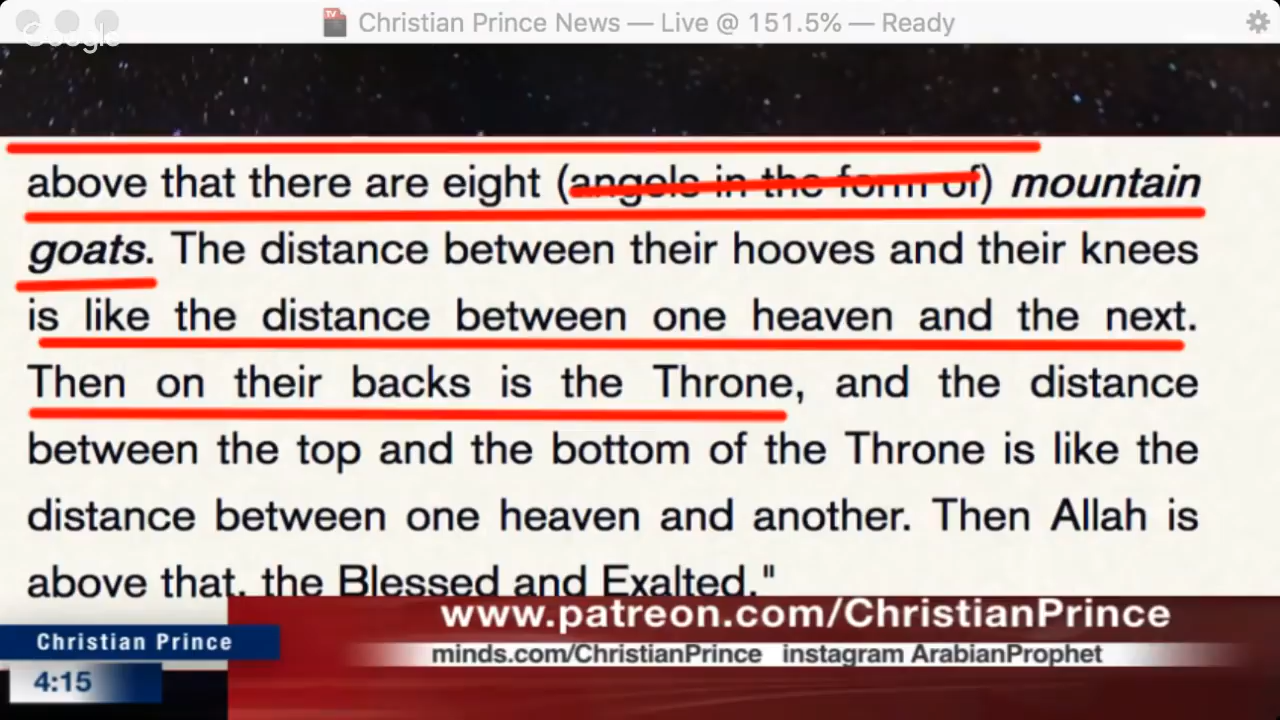 Christian Prince News — Live @ 151.5% — Ready
Google
above that there are eight (angels in the form of) mountain
goats. The distance between their hooves and their knees
is like the distance between one heaven and the next.
Then on their backs is the Throne, and the distance
between the top and the bottom of the Throne is like the
distance between one heaven and another. Then Allah is
above that, the Blessed and Exalted."
www.patreon.com/ChristianPrince
Christian Prince
minds.com/ChristianPrince instagram ArabianProphet
4:15